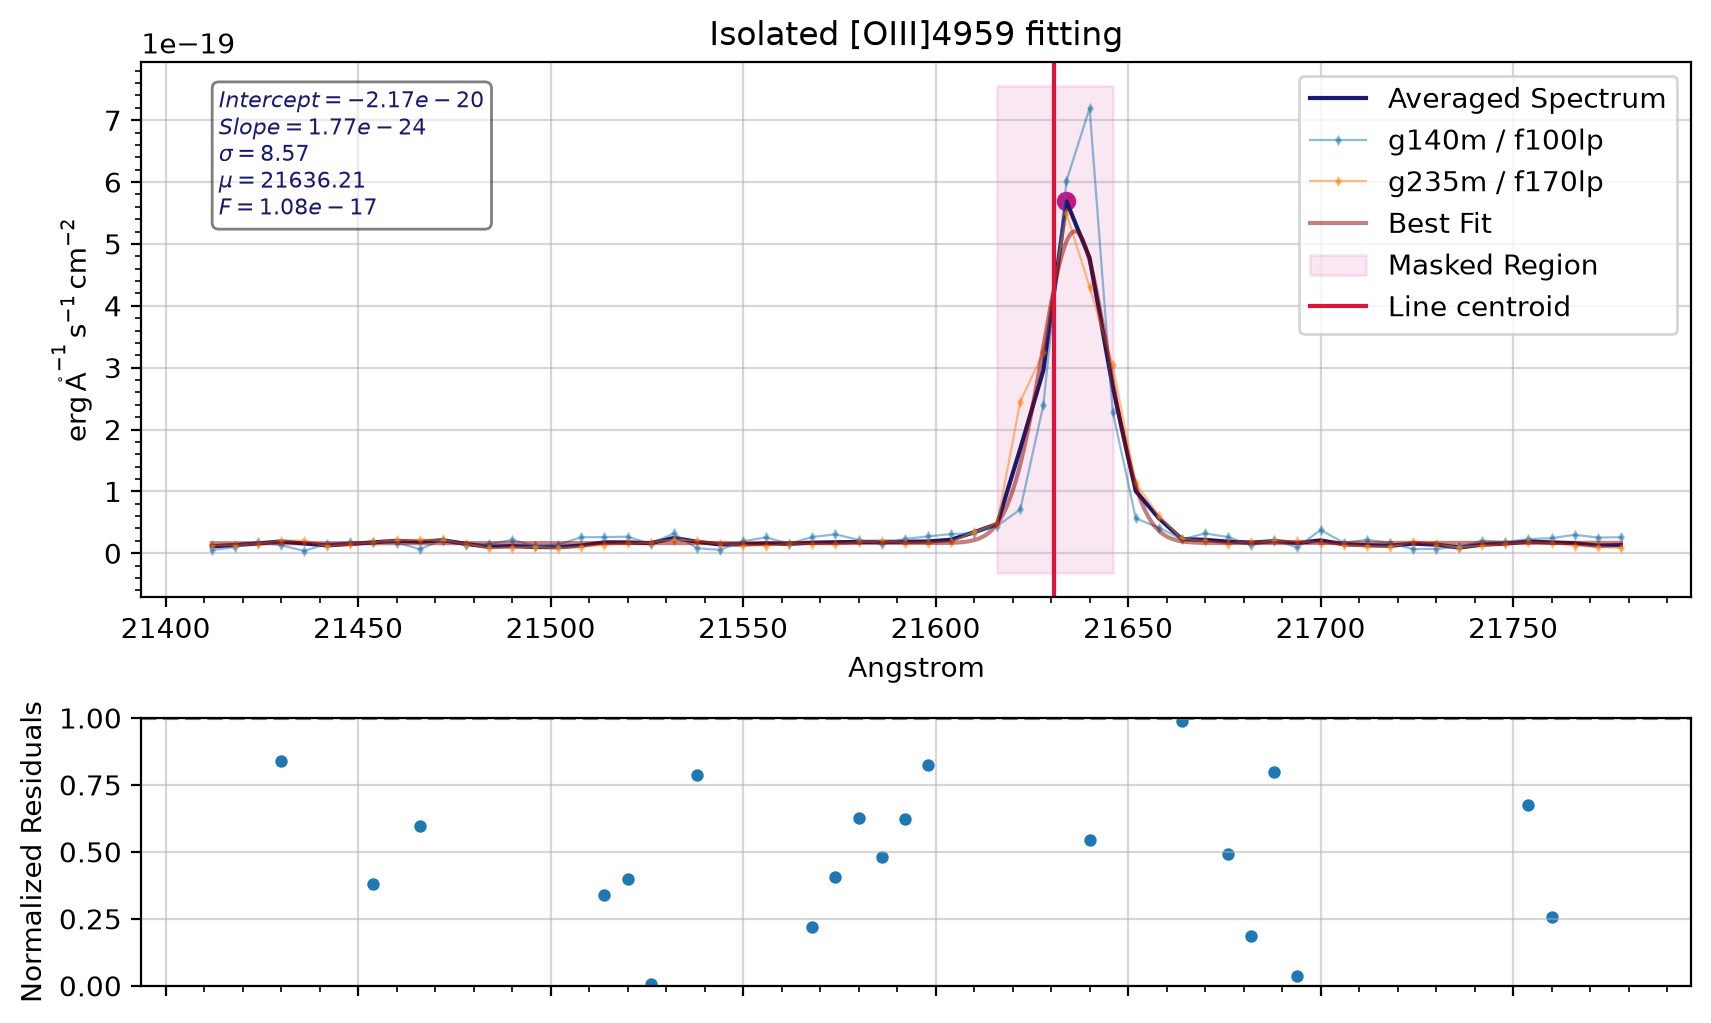 Isolated [OIII]4959 fitting
1e−19
Intercept = −2.17e − 20
Slope = 1.77e − 24
σ = 8.57
μ = 21636.21
F = 1.08e − 17
Averaged Spectrum
g140m / f100lp
g235m / f170lp
Best Fit
Masked Region
Line centroid
7
6
5
4
3
2
1
0
erg Å⁻¹ s⁻¹ cm⁻²
21400 21450 21500 21550 21600 21650 21700 21750
Angstrom
1.00
0.75
0.50
0.25
0.00
Normalized Residuals